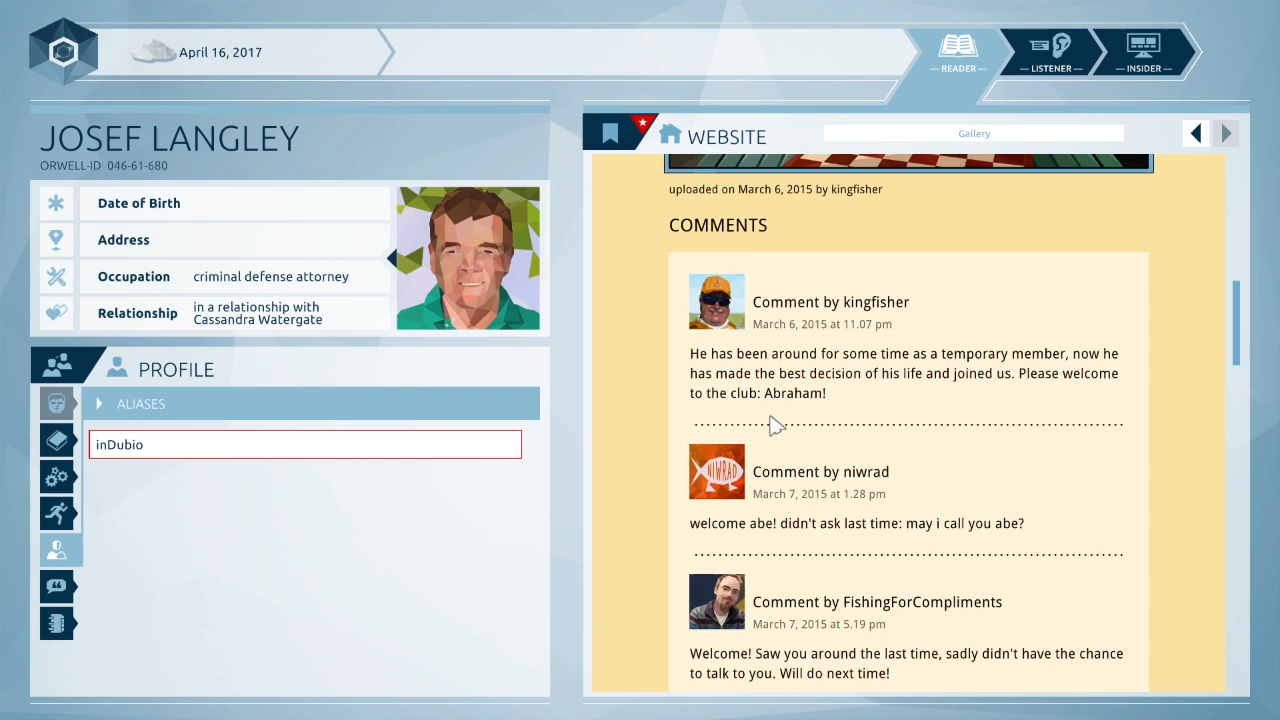 April 16, 2017
— READER —
— LISTENER —
— INSIDER —
JOSEF LANGLEY
ORWELL-ID 046-61-680
Date of Birth
Address
Occupation criminal defense attorney
Relationship in a relationship with
Cassandra Watergate
PROFILE
ALIASES
inDubio
WEBSITE
Gallery
uploaded on March 6, 2015 by kingfisher
COMMENTS
Comment by kingfisher
March 6, 2015 at 11.07 pm
He has been around for some time as a temporary member, now he
has made the best decision of his life and joined us. Please welcome
to the club: Abraham!
NIWRAD
Comment by niwrad
March 7, 2015 at 1.28 pm
welcome abe! didn't ask last time: may i call you abe?
Comment by FishingForCompliments
March 7, 2015 at 5.19 pm
Welcome! Saw you around the last time, sadly didn't have the chance
to talk to you. Will do next time!